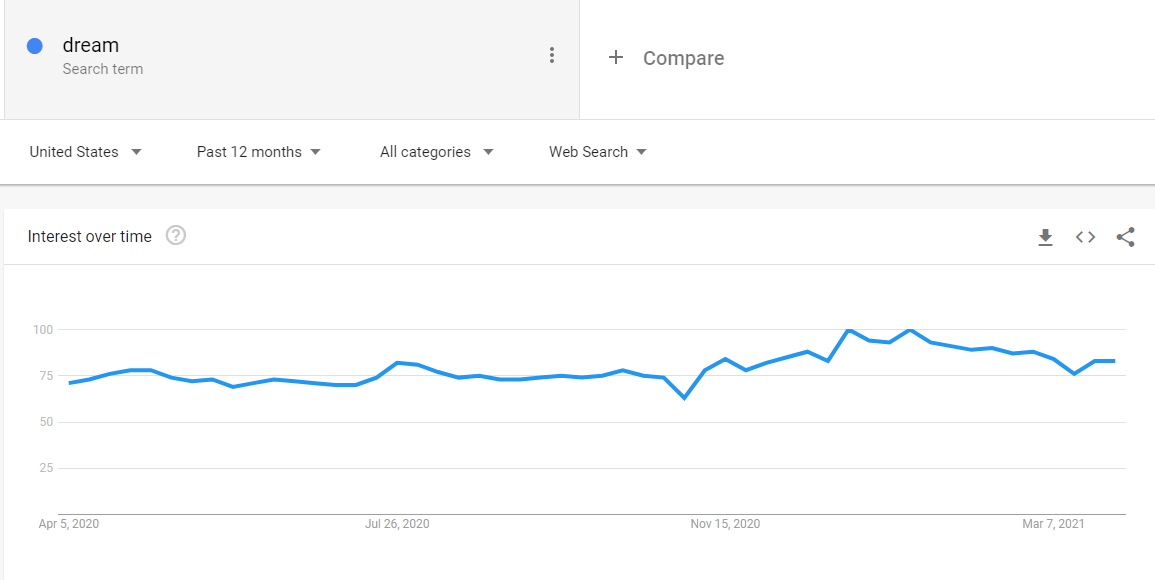 dream
Search term
Compare
United States
Past 12 months
All categories
Web Search
Interest over time
100
75
50
25
Apr 5, 2020
Jul 26, 2020
Nov 15, 2020
Mar 7, 2021